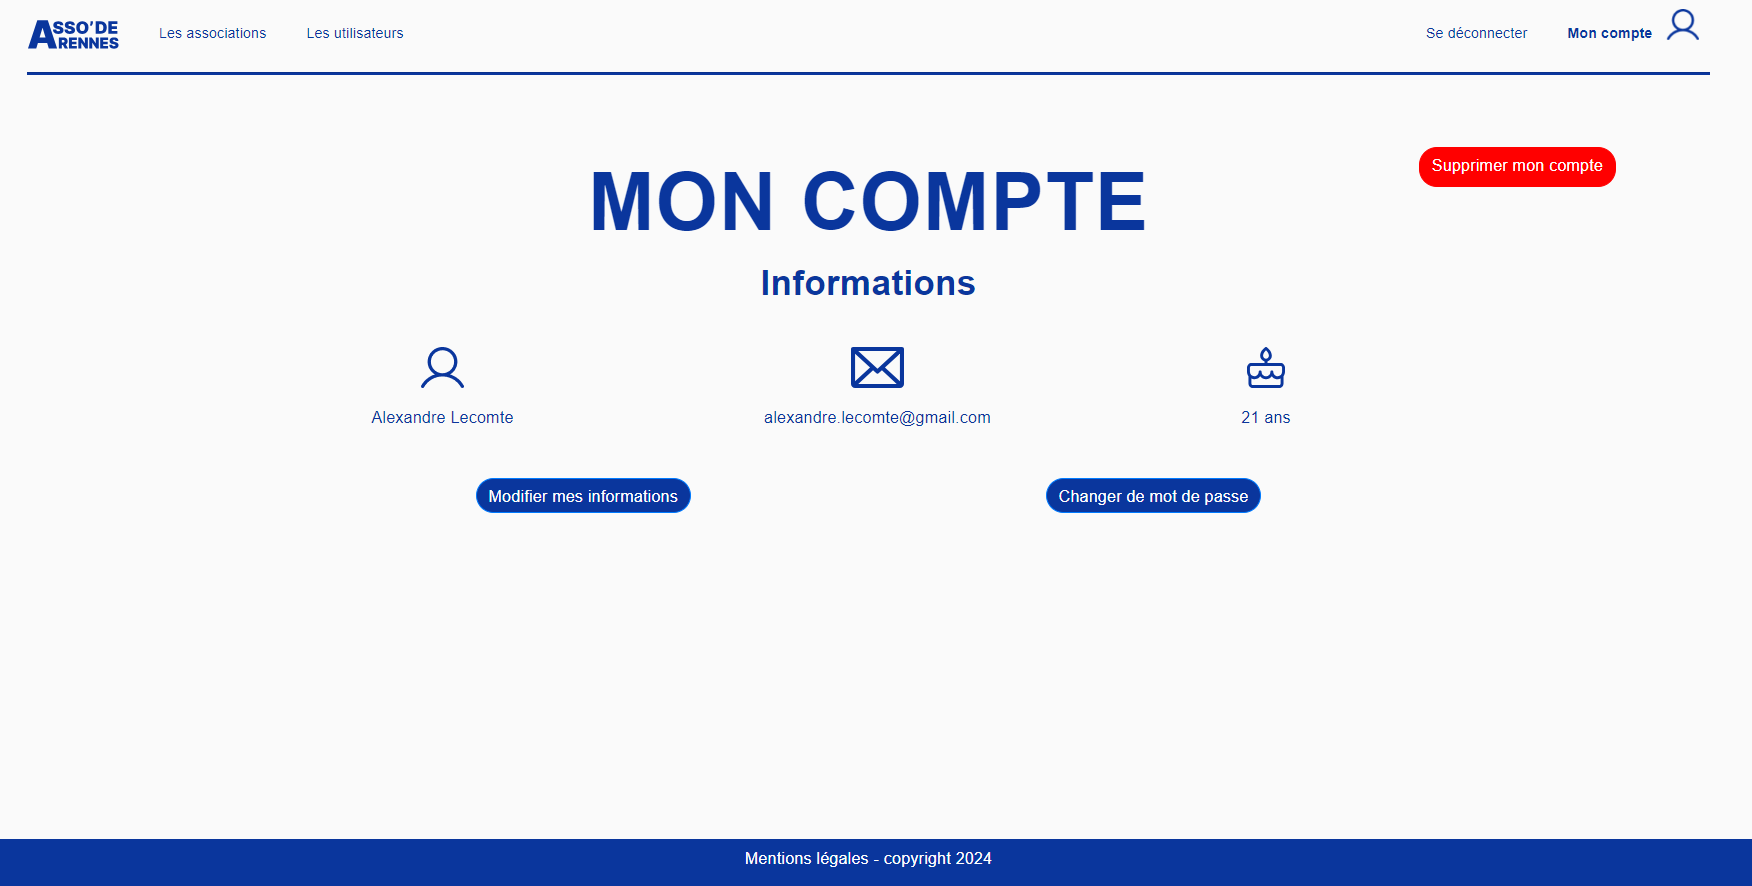 ASSO'DE
RENNES
Les associations
Les utilisateurs
Se déconnecter
Mon compte
Supprimer mon compte
MON COMPTE
Informations
Alexandre Lecomte
alexandre.lecomte@gmail.com
21 ans
Modifier mes informations
Changer de mot de passe
Mentions légales - copyright 2024